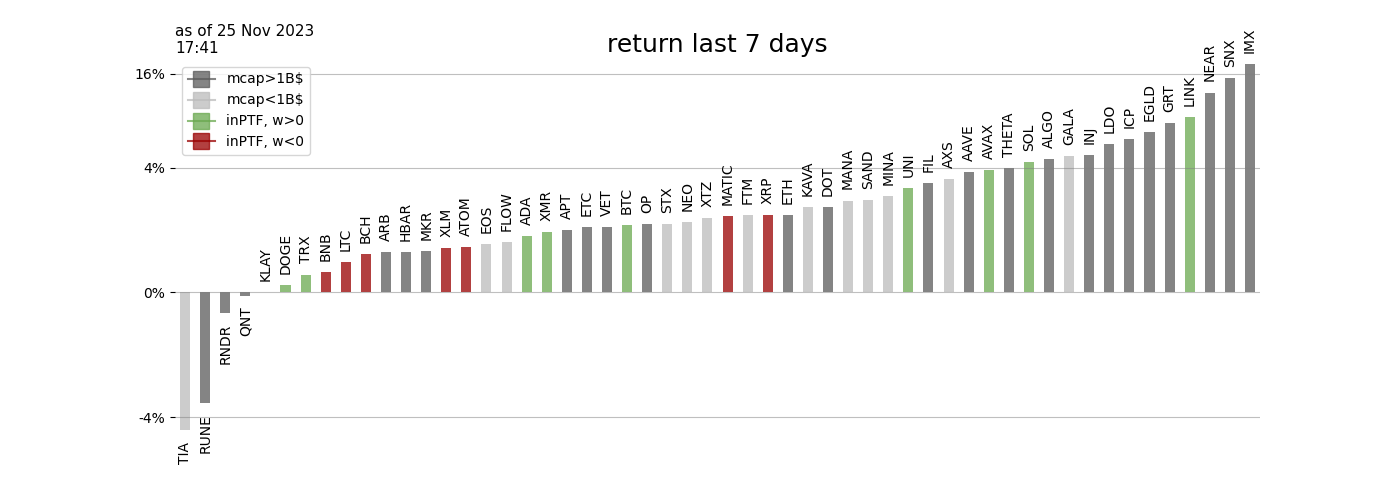 as of 25 Nov 2023
17:41
return last 7 days
mcap>1B$
mcap<1B$
inPTF, w>0
inPTF, w<0
16%
4%
0%
-4%
TIA
RUNE
RNDR
QNT
KLAY
DOGE
TRX
BNB
LTC
BCH
ARB
HBAR
MKR
XLM
ATOM
EOS
FLOW
ADA
XMR
APT
ETC
VET
BTC
OP
STX
NEO
XTZ
MATIC
FTM
XRP
ETH
KAVA
DOT
MANA
SAND
MINA
UNI
FIL
AXS
AAVE
AVAX
THETA
SOL
ALGO
GALA
INJ
LDO
ICP
EGLD
GRT
LINK
NEAR
SNX
IMX